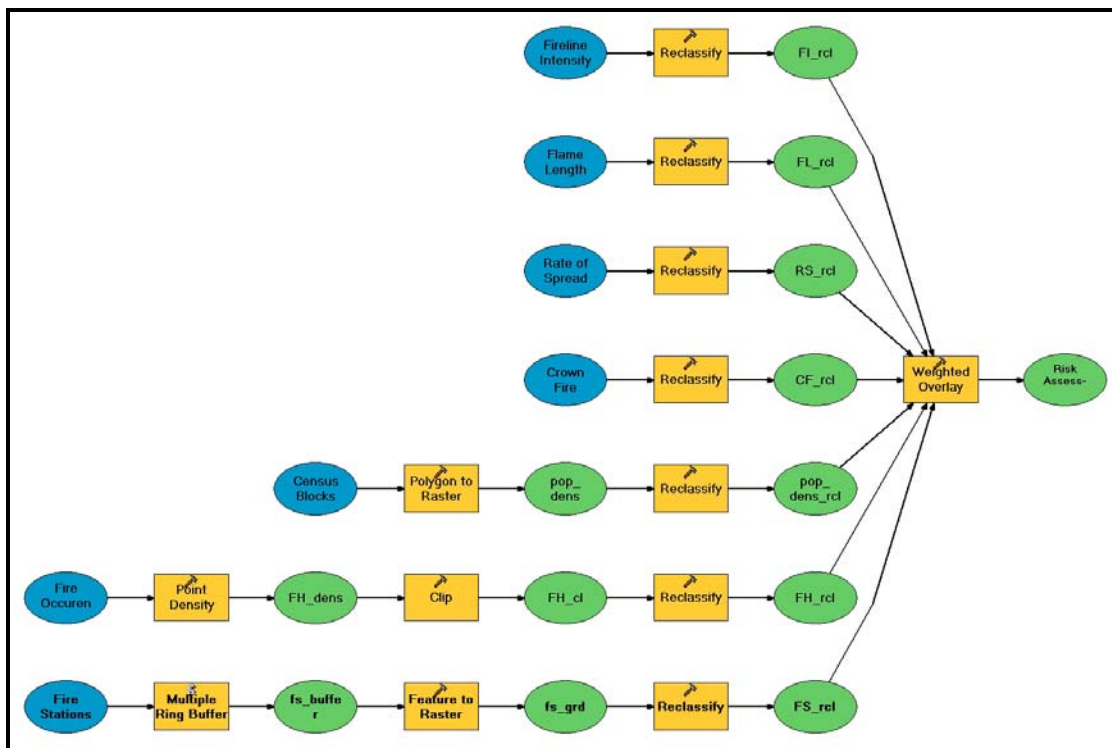 Fireline
Intensity
Reclassify
FI_rcl
Flame
Length
Reclassify
FL_rcl
Rate of
Spread
Reclassify
RS_rcl
Crown
Fire
Reclassify
CF_rcl
Weighted
Overlay
Risk
Assess-
Census
Blocks
Polygon to
Raster
pop_
dens
Reclassify
pop_
dens_rcl
Fire
Occuren
Point
Density
FH_dens
Clip
FH_cl
Reclassify
FH_rcl
Fire
Stations
Multiple
Ring Buffer
fs_buffe
r
Feature to
Raster
fs_grd
Reclassify
FS_rcl